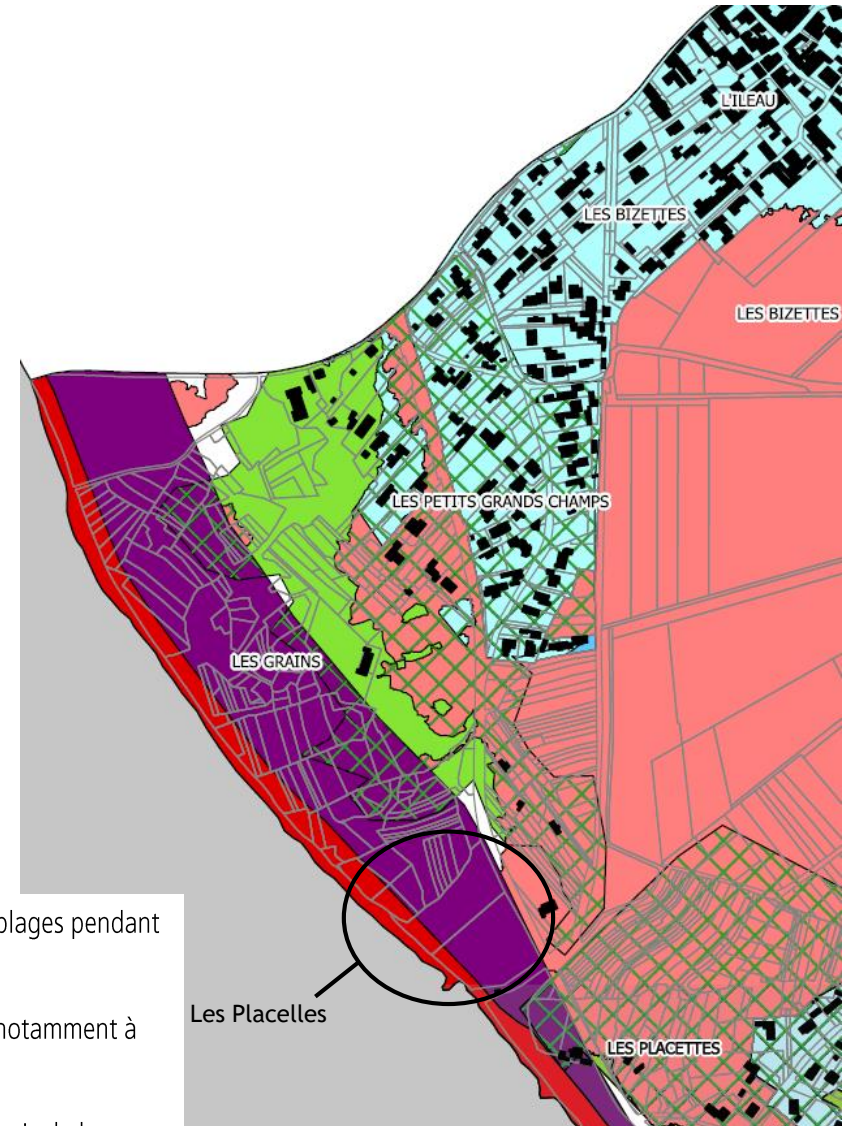 L'ILEAU
LES BIZETTES
LES BIZETTES
LES PETITS GRANDS CHAMPS
LES GRAINS
plages pendant
Les Placelles
notamment à
LES PLACETTES